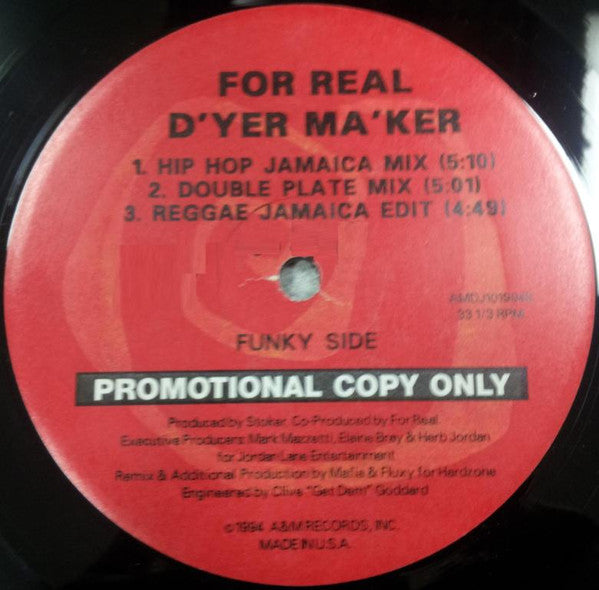 FOR REAL
D'YER MA'KER
1. HIP HOP JAMAICA MIX (5:10)
2. DOUBLE PLATE MIX (5:01)
3. REGGAE JAMAICA EDIT (4:49)
33 1/3 RPM
FUNKY SIDE
PROMOTIONAL COPY ONLY
Produced by Stoker. Co-Produced by For Real.
Executive Producers: Mark Mazzetti, Elaine Brey & Herb Jordan
for Jordan Lane Entertainment
Remix & Additional Production by Mafia & Fluxy for Hardzone
Engineered by Clive "Get Dam" Goddard
©1994 A&M RECORDS, INC.
MADE IN U.S.A.